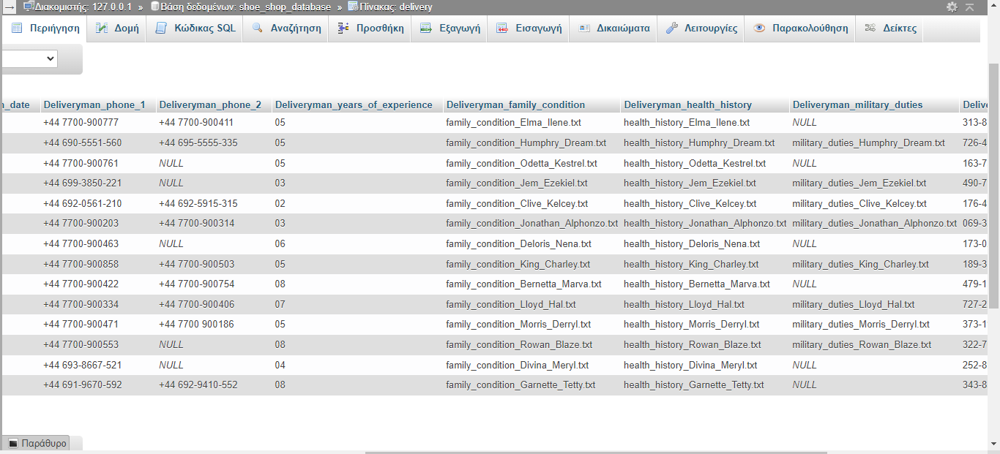 Διακομιστής: 127.0.0.1 » Βάση δεδομένων: shoe_shop_database » Πίνακας: delivery
Περιήγηση Δομή Κώδικας SQL Αναζήτηση Προσθήκη Εξαγωγή Εισαγωγή Δικαιώματα Λειτουργίες Παρακολούθηση Δείκτες
_date Deliveryman_phone_1 Deliveryman_phone_2 Deliveryman_years_of_experience Deliveryman_family_condition Deliveryman_health_history Deliveryman_military_duties Delive
+44 7700-900777 +44 7700-900411 05 family_condition_Elma_Ilene.txt health_history_Elma_Ilene.txt NULL 313-8
+44 690-5551-560 +44 695-5555-335 05 family_condition_Humphry_Dream.txt health_history_Humphry_Dream.txt military_duties_Humphry_Dream.txt 726-4
+44 7700-900761 NULL 05 family_condition_Odetta_Kestrel.txt health_history_Odetta_Kestrel.txt NULL 163-7
+44 699-3850-221 NULL 03 family_condition_Jem_Ezekiel.txt health_history_Jem_Ezekiel.txt military_duties_Jem_Ezekiel.txt 490-7
+44 692-0561-210 +44 692-5915-315 02 family_condition_Clive_Kelcey.txt health_history_Clive_Kelcey.txt military_duties_Clive_Kelcey.txt 176-4
+44 7700-900203 +44 7700-900314 03 family_condition_Jonathan_Alphonzo.txt health_history_Jonathan_Alphonzo.txt military_duties_Jonathan_Alphonzo.txt 069-3
+44 7700-900463 NULL 06 family_condition_Deloris_Nena.txt health_history_Deloris_Nena.txt NULL 173-0
+44 7700-900858 +44 7700-900503 05 family_condition_King_Charley.txt health_history_King_Charley.txt military_duties_King_Charley.txt 189-3
+44 7700-900422 +44 7700-900754 08 family_condition_Bernetta_Marva.txt health_history_Bernetta_Marva.txt NULL 479-1
+44 7700-900334 +44 7700-900406 07 family_condition_Lloyd_Hal.txt health_history_Lloyd_Hal.txt military_duties_Lloyd_Hal.txt 727-2
+44 7700-900471 +44 7700 900186 05 family_condition_Morris_Derryl.txt health_history_Morris_Derryl.txt military_duties_Morris_Derryl.txt 373-1
+44 7700-900553 NULL 08 family_condition_Rowan_Blaze.txt health_history_Rowan_Blaze.txt military_duties_Rowan_Blaze.txt 322-7
+44 693-8667-521 NULL 04 family_condition_Divina_Meryl.txt health_history_Divina_Meryl.txt NULL 252-8
+44 691-9670-592 +44 692-9410-552 08 family_condition_Garnette_Tetty.txt health_history_Garnette_Tetty.txt NULL 343-8
Παράθυρο